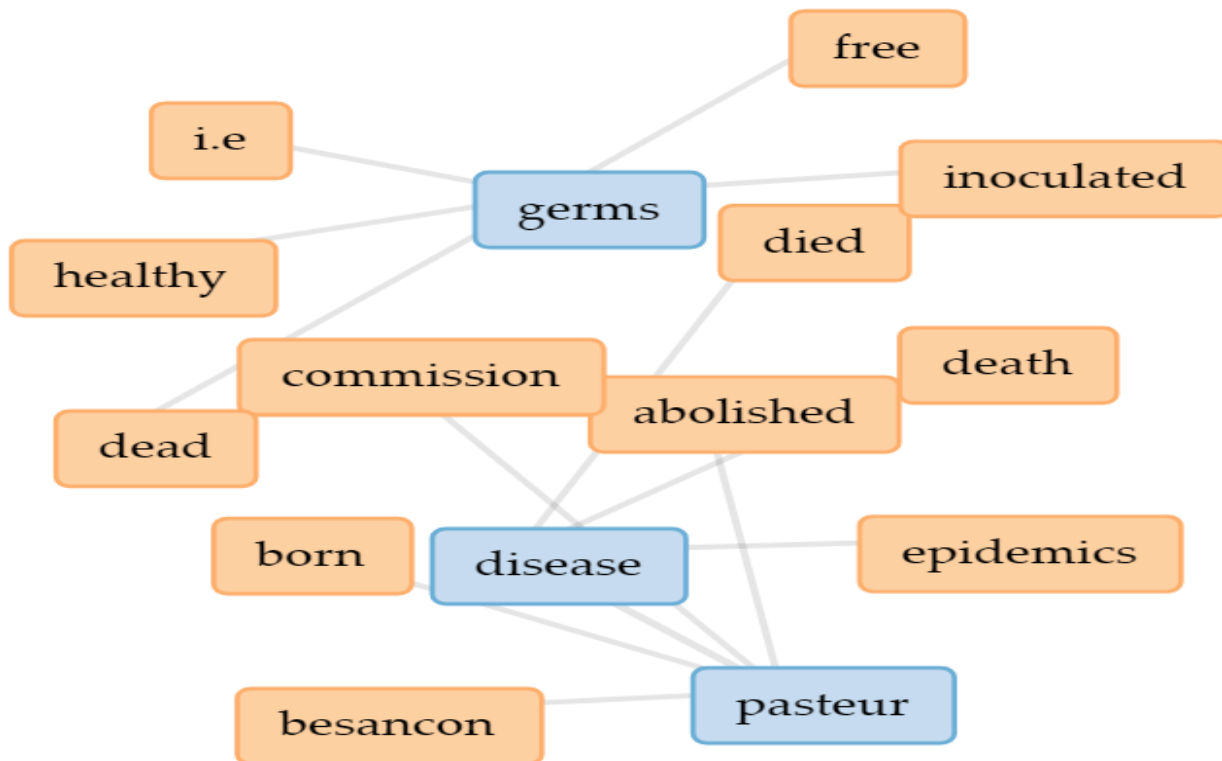 free
i.e
inoculated
germs
died
healthy
death
commission
abolished
dead
born
disease
epidemics
pasteur
besancon